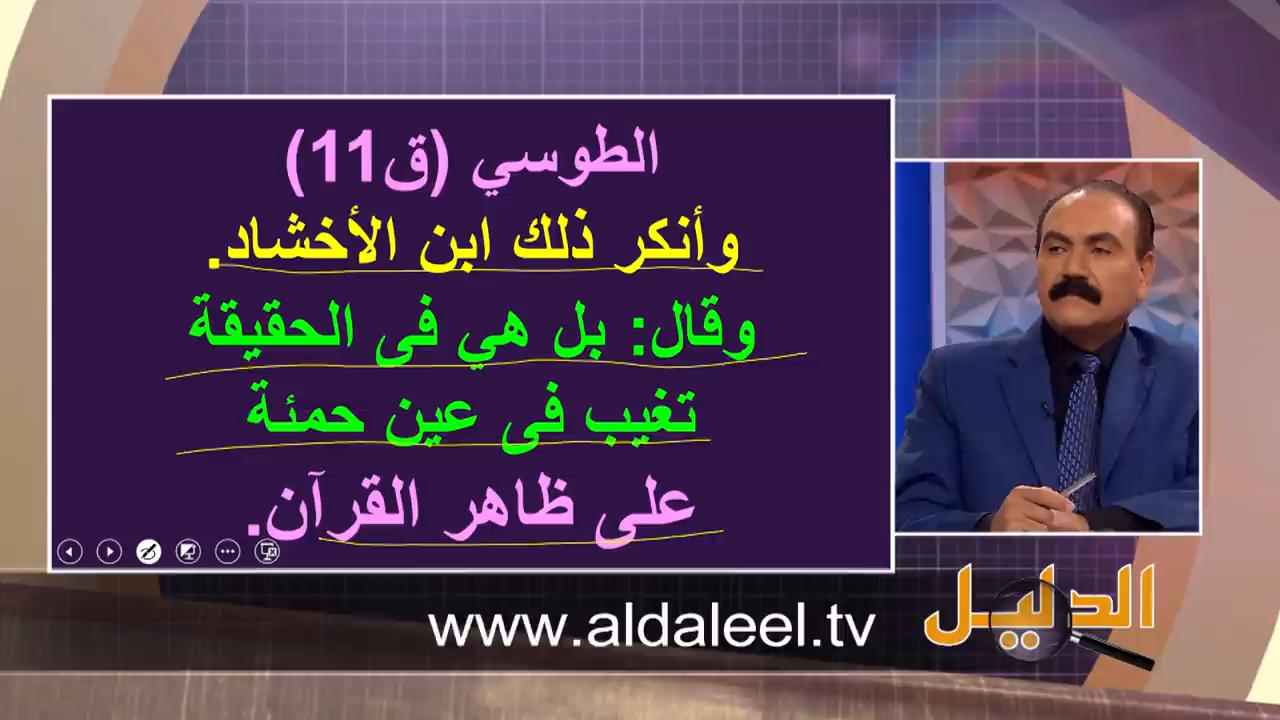 الطوسي (ق11)
وأنكر ذلك ابن الأخشاد.
وقال: بل هي فى الحقيقة
تغيب فى عين حمئة
على ظاهر القرآن.
www.aldaleel.tv
الدليل